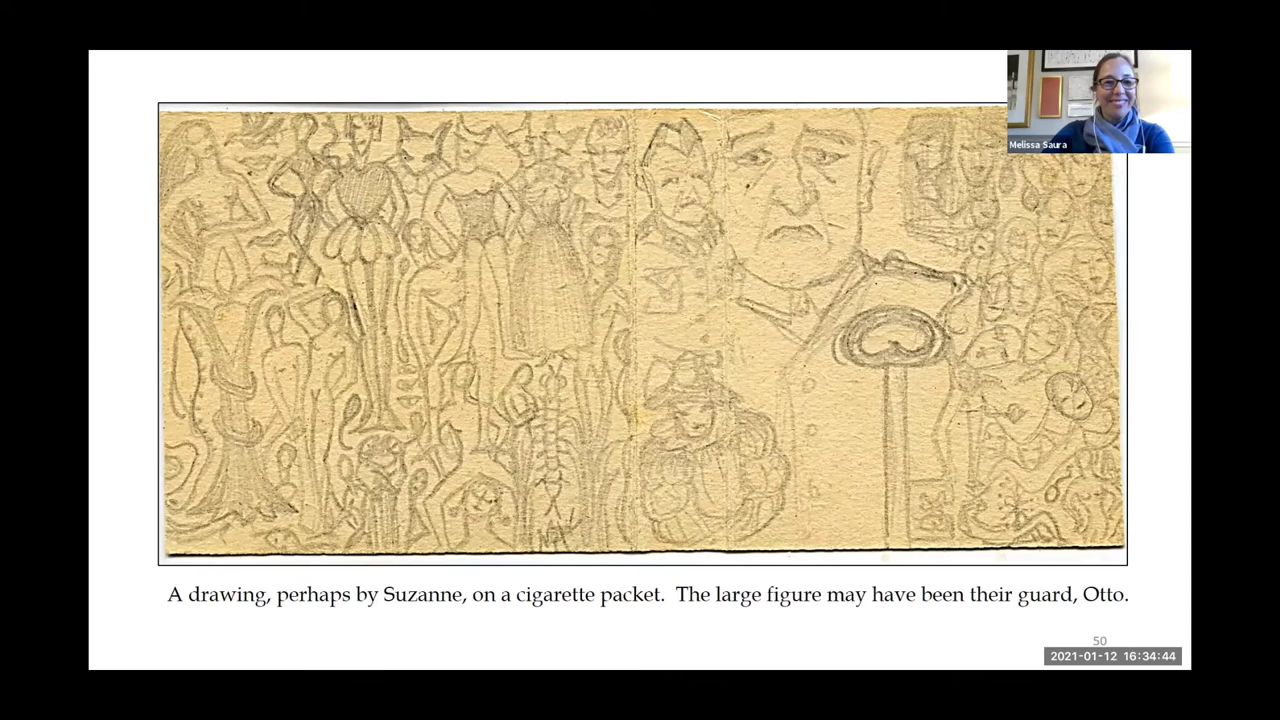 Melissa Saura
A drawing, perhaps by Suzanne, on a cigarette packet. The large figure may have been their guard, Otto.
50
2021-01-12 16:34:44